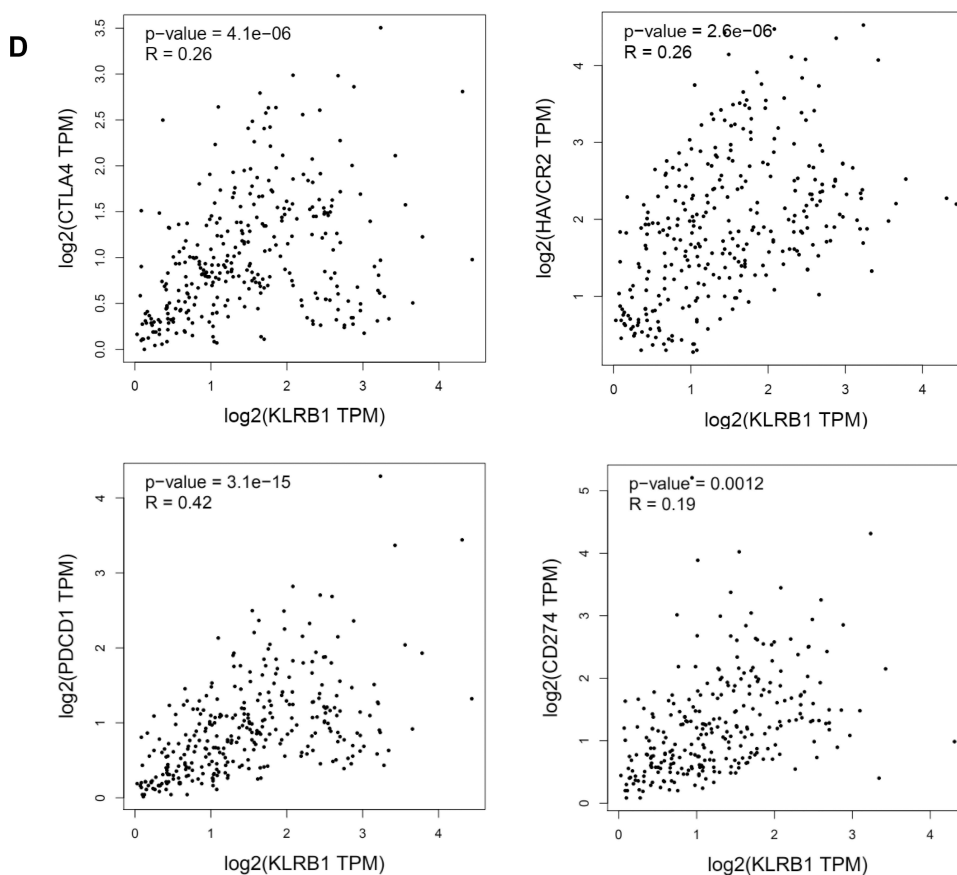 D
p-value = 4.1e-06
R = 0.26
3.5
3.0
2.5
2.0
1.5
1.0
0.5
0.0
log2(CTLA4 TPM)
0 1 2 3 4
log2(KLRB1 TPM)
p-value = 2.6e-06
R = 0.26
4
3
2
1
log2(HAVCR2 TPM)
0 1 2 3 4
log2(KLRB1 TPM)
p-value = 3.1e-15
R = 0.42
4
3
2
1
0
log2(PDCD1 TPM)
0 1 2 3 4
log2(KLRB1 TPM)
p-value = 0.0012
R = 0.19
5
4
3
2
1
0
log2(CD274 TPM)
0 1 2 3 4
log2(KLRB1 TPM)